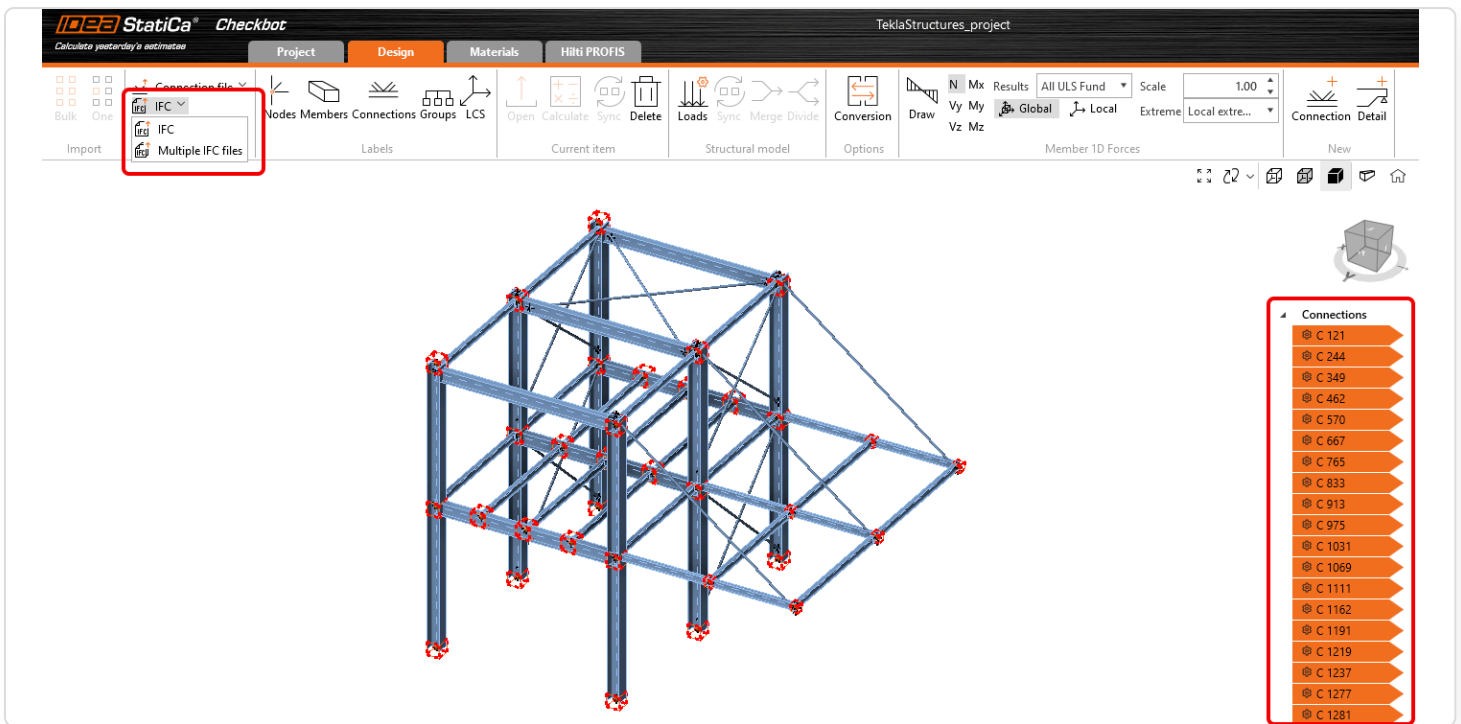 IDEA StatiCa® Checkbot
TeklaStructures_project
Calculate yesterday's estimates
Project Design Materials Hilti PROFIS
Connection file
IFC
IFC
Multiple IFC files
Bulk One
Import
Nodes Members Connections Groups LCS
Labels
Open Calculate Sync Delete
Current item
Loads Sync Merge Divide
Structural model
Conversion
Options
Draw
N Mx Results All ULS Fund Scale 1.00
Vy My Global Local Extreme Local extre...
Vz Mz
Member 1D Forces
Connection Detail
New
Connections
C 121
C 244
C 349
C 462
C 570
C 667
C 765
C 833
C 913
C 975
C 1031
C 1069
C 1111
C 1162
C 1191
C 1219
C 1237
C 1277
C 1281